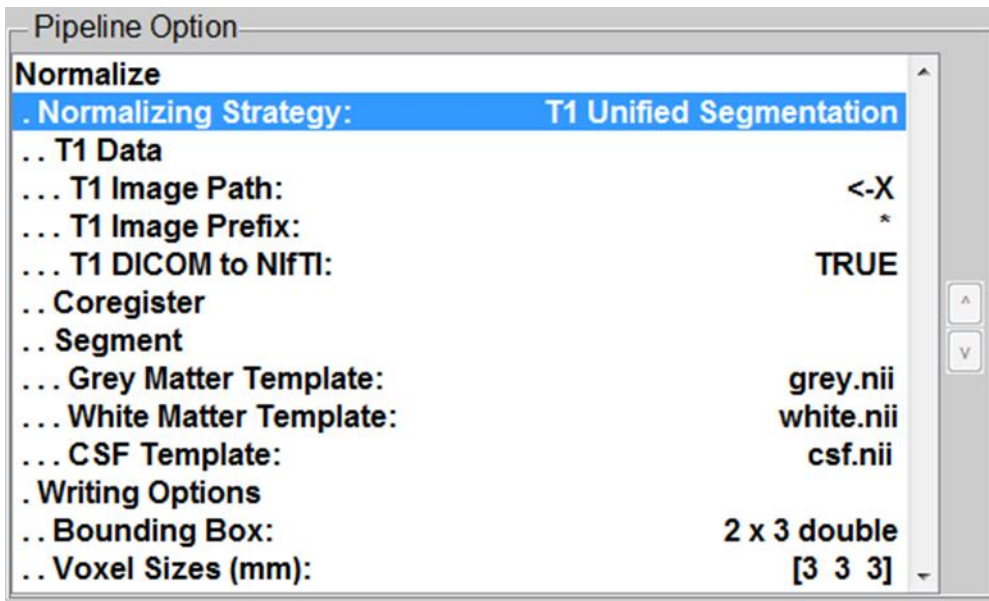 Pipeline Option
Normalize
. Normalizing Strategy: T1 Unified Segmentation
. . T1 Data
. . . T1 Image Path: <-X
. . . T1 Image Prefix: *
. . . T1 DICOM to NIfTI: TRUE
. . Coregister
. . Segment
. . . Grey Matter Template: grey.nii
. . . White Matter Template: white.nii
. . . CSF Template: csf.nii
. Writing Options
. . Bounding Box: 2 x 3 double
. . Voxel Sizes (mm): [3 3 3]